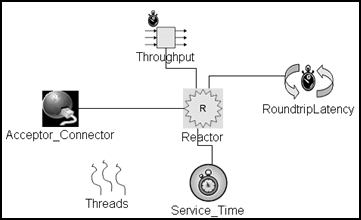 Throughput
RoundtripLatency
R
Acceptor_Connector
Reactor
Threads
Service_Time